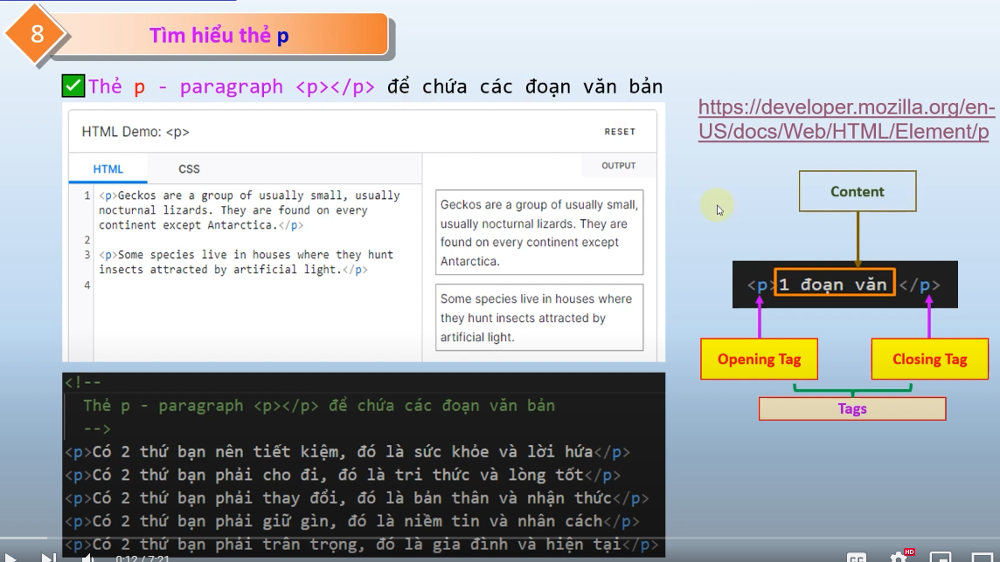 8
Tìm hiểu thẻ p
Thẻ p - paragraph <p></p> để chứa các đoạn văn bản
HTML Demo: <p>
RESET
HTML
CSS
OUTPUT
1 <p>Geckos are a group of usually small, usually
nocturnal lizards. They are found on every
continent except Antarctica.</p>
2
3 <p>Some species live in houses where they hunt
insects attracted by artificial light.</p>
4
Geckos are a group of usually small,
usually nocturnal lizards. They are
found on every continent except
Antarctica.
Some species live in houses where
they hunt insects attracted by
artificial light.
https://developer.mozilla.org/en-
US/docs/Web/HTML/Element/p
Content
<p>1 đoạn văn </p>
Opening Tag
Closing Tag
Tags
<!--
Thẻ p - paragraph <p></p> để chứa các đoạn văn bản
-->
<p>Có 2 thứ bạn nên tiết kiệm, đó là sức khỏe và lời hứa</p>
<p>Có 2 thứ bạn phải cho đi, đó là tri thức và lòng tốt</p>
<p>Có 2 thứ bạn phải thay đổi, đó là bản thân và nhận thức</p>
<p>Có 2 thứ bạn phải giữ gìn, đó là niềm tin và nhân cách</p>
<p>Có 2 thứ bạn phải trân trọng, đó là gia đình và hiện tại</p>
0:12 / 7:21
CC
HD